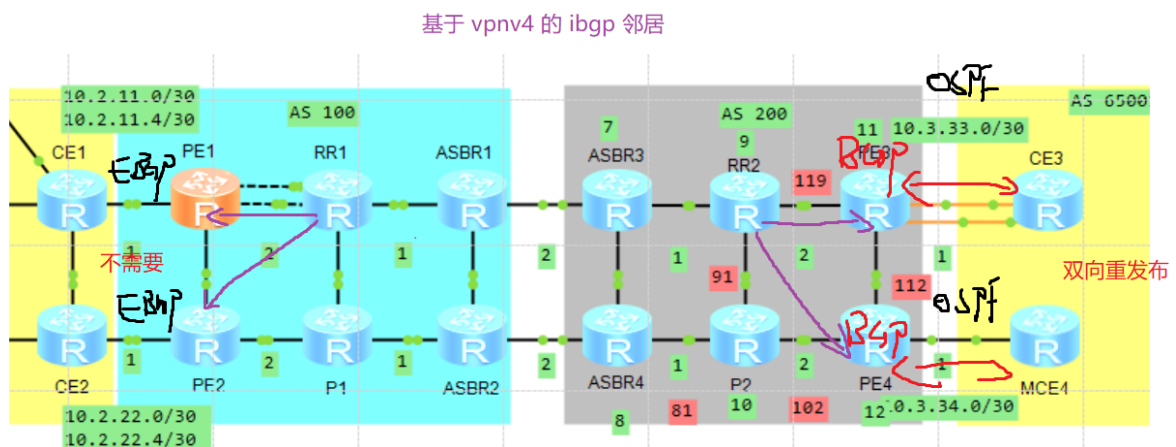 基于 vpnv4 的 ibgp 邻居
10.2.11.0/30
10.2.11.4/30
AS 100
AS 200
OSPF
AS 6500
CE1
EBGP
PE1
RR1
ASBR1
7
ASBR3
9
RR2
119
11
10.3.33.0/30
BGP
PE3
CE3
R
R
R
R
R
R
R
R
1
不需要
2
1
2
1
91
2
112
1
双向重发布
EBGP
OSPF
BGP
R
R
R
R
R
R
R
R
1
2
1
2
1
2
1
CE2
PE2
P1
ASBR2
ASBR4
P2
PE4
MCE4
10.2.22.0/30
10.2.22.4/30
8
81
10
102
12
10.3.34.0/30